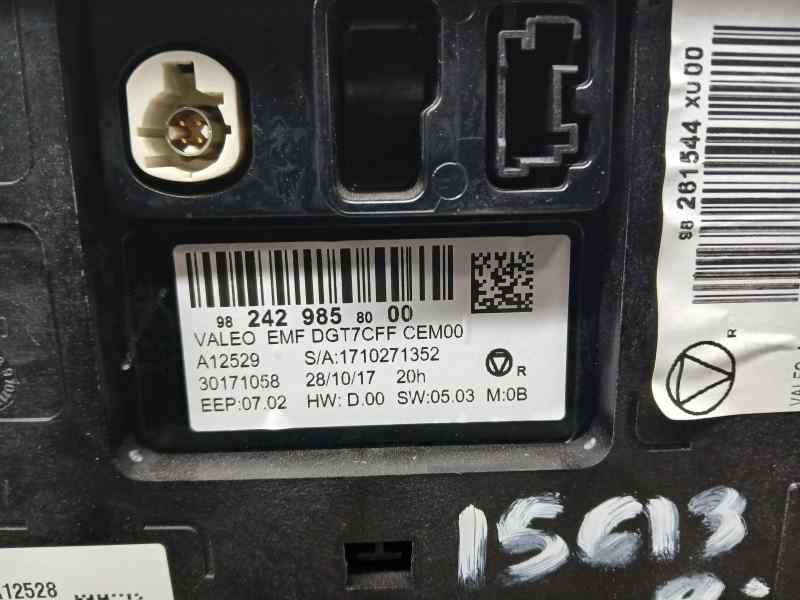 98 242 985 80 00
VALEO EMF DGT7CFF CEM00
A12529 S/A:1710271352
30171058 28/10/17 20h R
EEP:07.02 HW: D.00 SW:05.03 M:0B
98 261544 XU 00
R
VALEO
15613
A12528